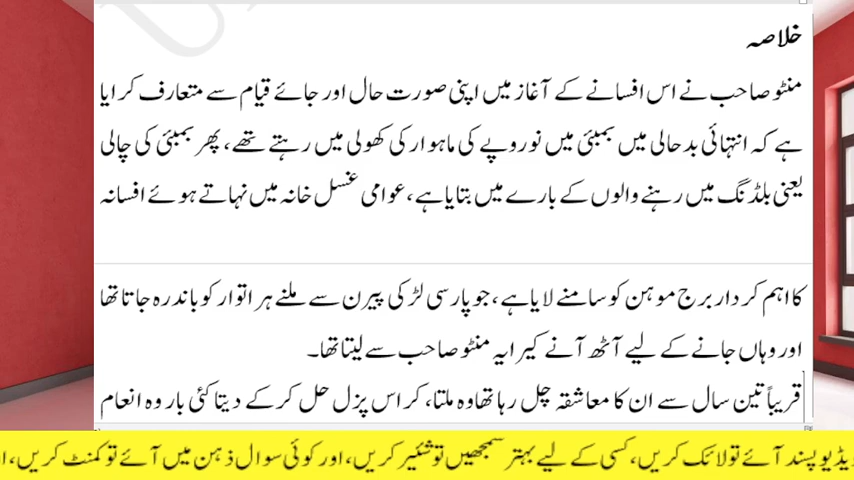 خلاصہ
منٹو صاحب نے اس افسانے کے آغاز میں اپنی صورت حال اور جائے قیام سے متعارف کرایا
ہے کہ انتہائی بدحالی میں بمبئی میں نو روپے کی ماہوار کی کھولی میں رہتے تھے، پھر بمبئی کی چالی
یعنی بلڈنگ میں رہنے والوں کے بارے میں بتایا ہے، عوامی غسل خانہ میں نہاتے ہوئے افسانہ
کا اہم کردار برج موہن کو سامنے لایا ہے، جو پارسی لڑکی پیرن سے ملنے ہر اتوار کو باندرہ جاتا تھا
اور وہاں جانے کے لیے آٹھ آنے کیرایہ منٹو صاحب سے لیتا تھا۔
قریباً تین سال سے ان کا معاشقہ چل رہا تھا وہ ملتا، کراس پزل حل کرکے دیتا کئی بار وہ انعام
یڈیو پسند آئے تو لائک کریں، کسی کے لیے بہتر سمجھیں تو شئیر کریں، اور کوئی سوال ذہن میں آئے تو کمنٹ کریں،